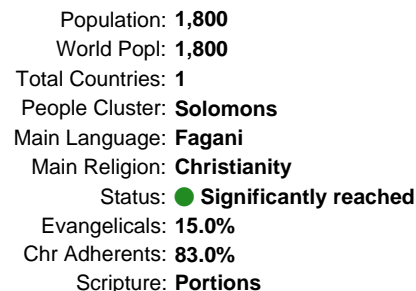 Population: 1,800
World Popl: 1,800
Total Countries: 1
People Cluster: Solomons
Main Language: Fagani
Main Religion: Christianity
Status: Significantly reached
Evangelicals: 15.0%
Chr Adherents: 83.0%
Scripture: Portions